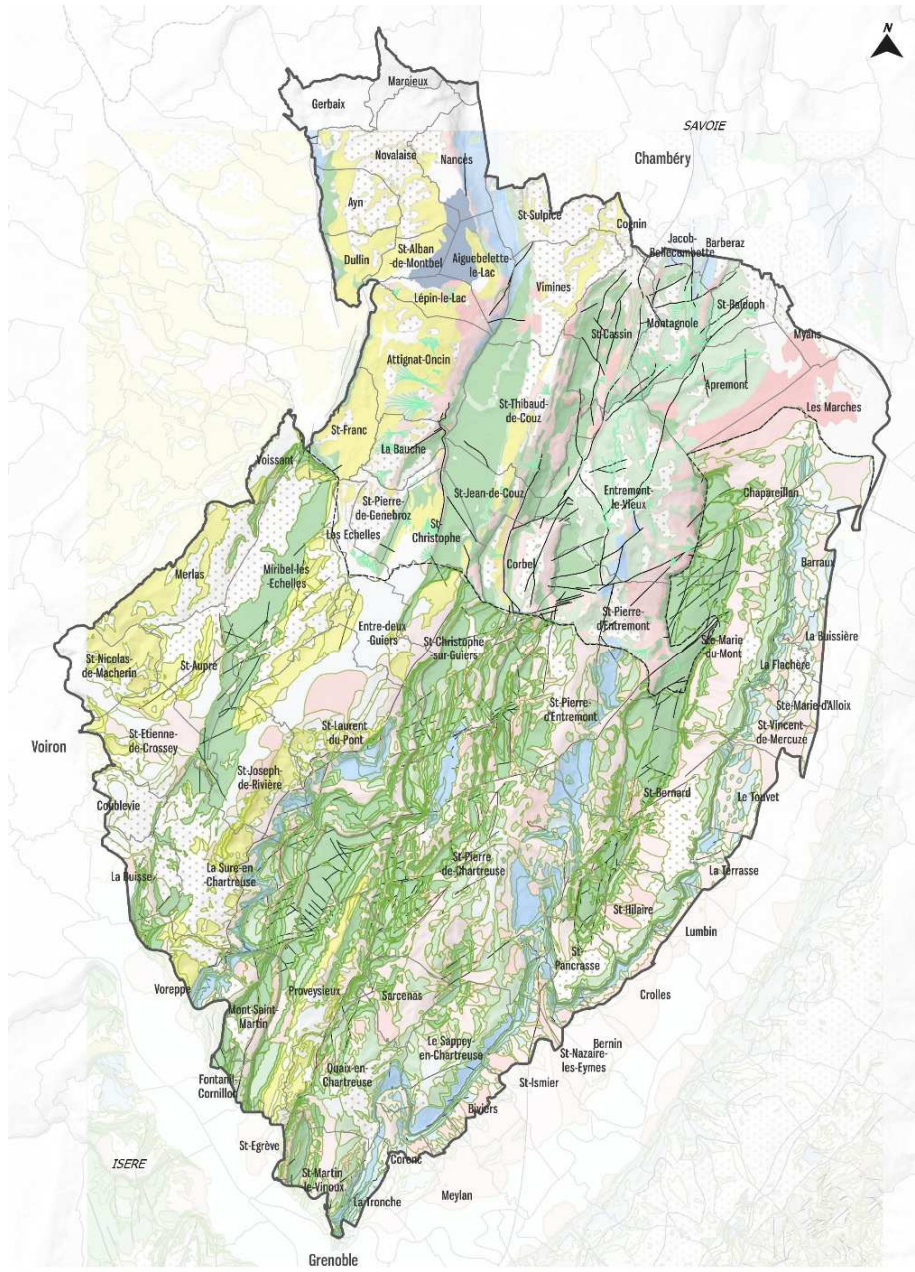 N
Marcieux
Gerbaix
SAVOIE
Novalaise
Nances
Chambéry
Ayn
St-Sulpice
Cognin
Jacob-
Bellecombette
Barberaz
Dullin
St-Alban
-de-Montbel
Aiguebelette-
le-Lac
Vimines
Lépin-le-Lac
St-Baldoph
St-Cassin
Montagnole
Myans
Attignat-Oncin
Apremont
Les Marches
St-Thibaud-
de-Couz
St-Franc
La Bauche
Voissant
St-Jean-de-Couz
Entremont-
le-Vieux
Chapareillan
St-Pierre-
de-Genebroz
Les Echelles
St-
Christophe
Corbel
Barraux
Merlas
Miribel-les
-Echelles
St-Pierre-
d'Entremont
Entre-deux
-Guiers
St-Christophe
-sur-Guiers
Ste-Marie
-du-Mont
La Buissière
La Flachère
St-Nicolas-
de-Macherin
St-Aupre
Ste-Marie-d'Alloix
St-Pierre-
d'Entremont
St-Vincent-
de-Mercuze
Voiron
St-Etienne-
de-Crossey
St-Laurent
-du-Pont
St-Joseph-
de-Rivière
St-Bernard
Le Touvet
Coublevie
La Buisse
La Sure-en
-Chartreuse
St-Pierre
-de-Chartreuse
La Terrasse
St-Hilaire
Lumbin
St-
Pancrasse
Voreppe
Proveysieux
Sarcenas
Crolles
Mont-Saint-
Martin
Le Sappey
-en-Chartreuse
Bernin
St-Nazaire-
les-Eymes
Quaix-en-
Chartreuse
St-Ismier
Fontanil-
Cornillon
Biviers
St-Egrève
Corenc
ISERE
St-Martin
-le-Vinoux
La Tronche
Meylan
Grenoble